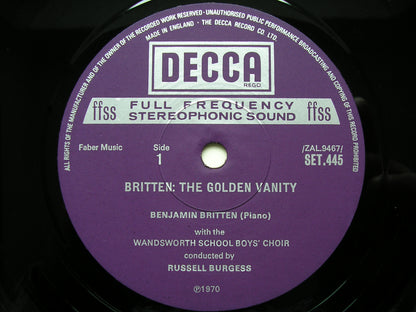 ALL RIGHTS OF THE MANUFACTURER AND OF THE OWNER OF THE RECORDED WORK RESERVED-UNAUTHORISED PUBLIC PERFORMANCE BROADCASTING AND COPYING OF THIS RECORD PROHIBITED
MADE IN ENGLAND · THE DECCA RECORD CO. LTD.
DECCA
REGD.
ffss FULL FREQUENCY ffss
STEREOPHONIC SOUND
Faber Music Side /ZAL.9467/
1 SET.445
BRITTEN: THE GOLDEN VANITY
BENJAMIN BRITTEN (Piano)
with the
WANDSWORTH SCHOOL BOYS' CHOIR
conducted by
RUSSELL BURGESS
Ⓟ1970